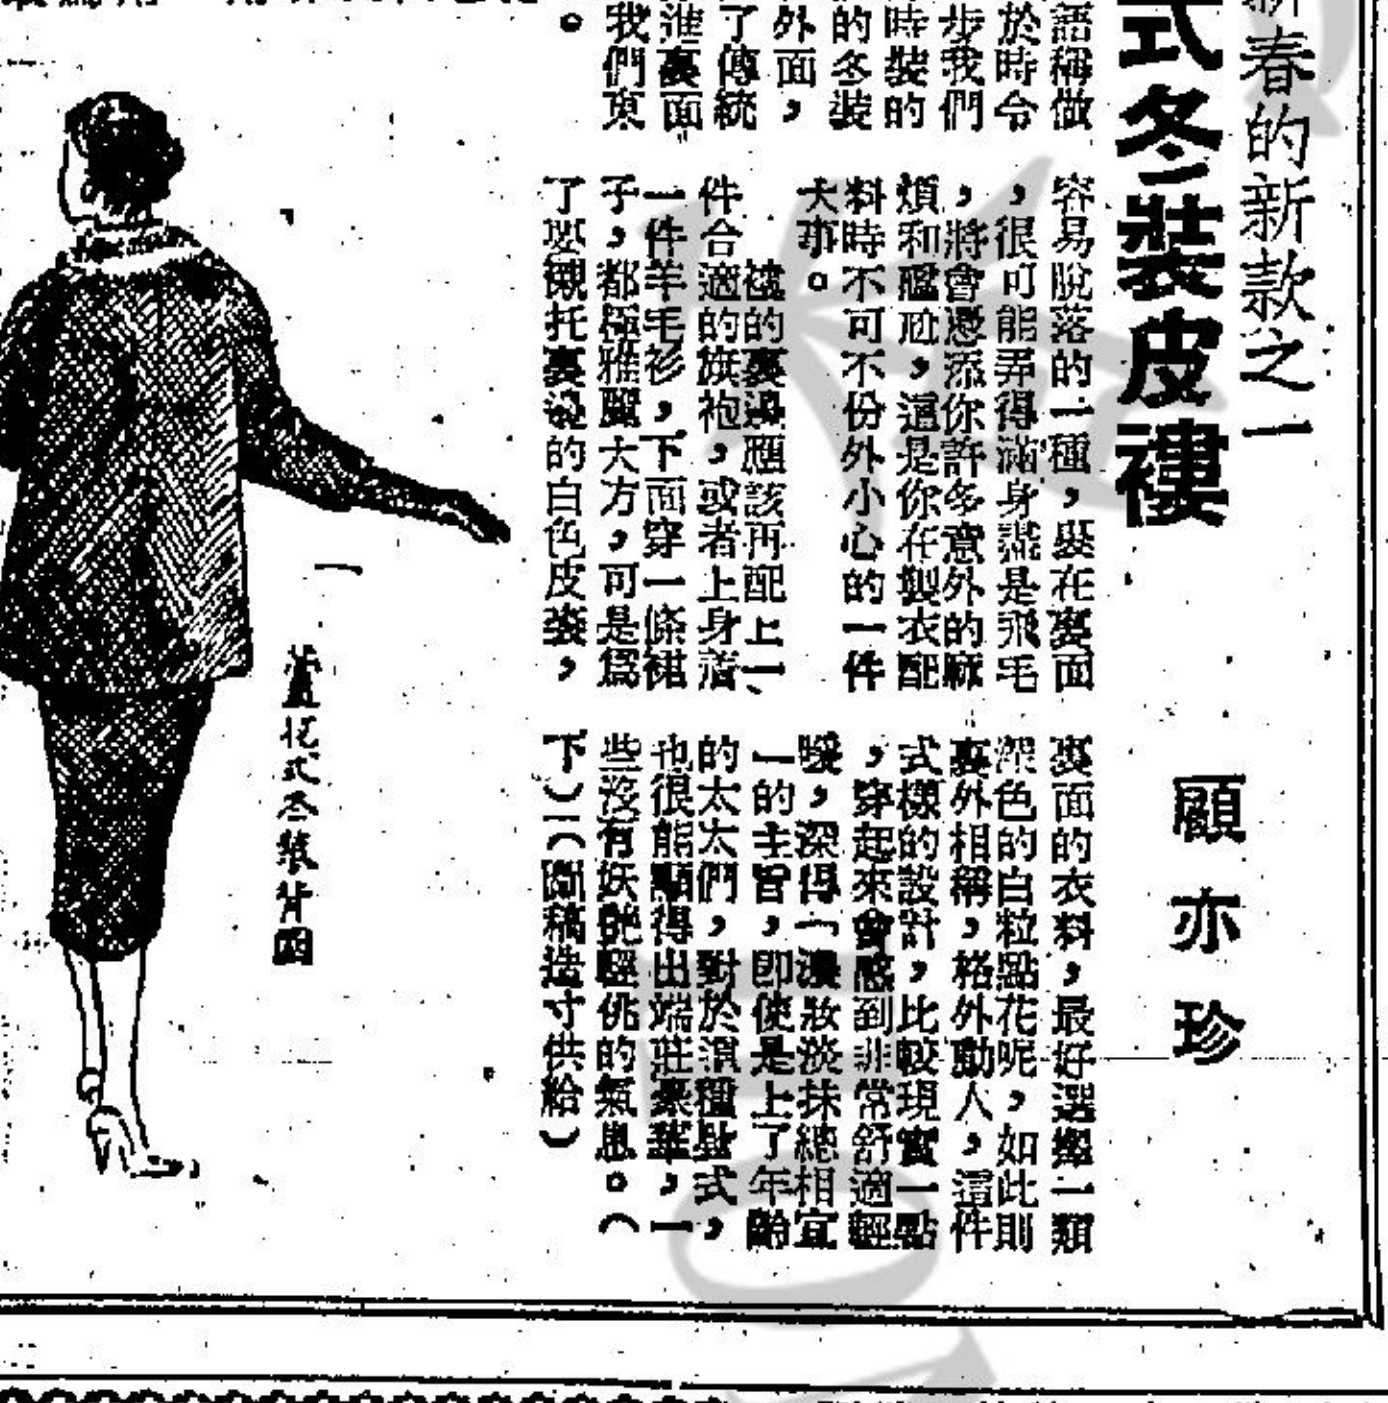 新春的新款之一
式冬裝皮褸
顧亦珍
語稱做
於時令
步我們
時裝的
的冬裝
外面，
了傳統
進裏面
我們東
。
容易脫落的一種，要在裏面
，很可能弄得滿身盡是飛毛
，將會憑添你許多意外的麻
煩和尷尬，這是你在製衣配
料時不可不份外小心的一件
大事。
的裏邊應該再配上一
件合適的旗袍，或者上身着
一件羊毛衫，下面穿一條裙
子，都極雅麗大方，可是爲
了要襯托裏邊的白色皮裘，
裏面的衣料，最好選擇一類
深色的白粒點花呢，如此則
裏外相稱，格外動人，這件
式樣的設計，比較現實一點
，穿起來會感到非常舒適輕
暖，深得「濃妝淡抹總相宜
」的主旨，即使是上了年齡
的太太們，對於這種款式，
也很能顯得出端莊豪華，一
些沒有妖艷輕佻的氣息。（
下）—（圖稿造寸供給）
花式冬裝背圖